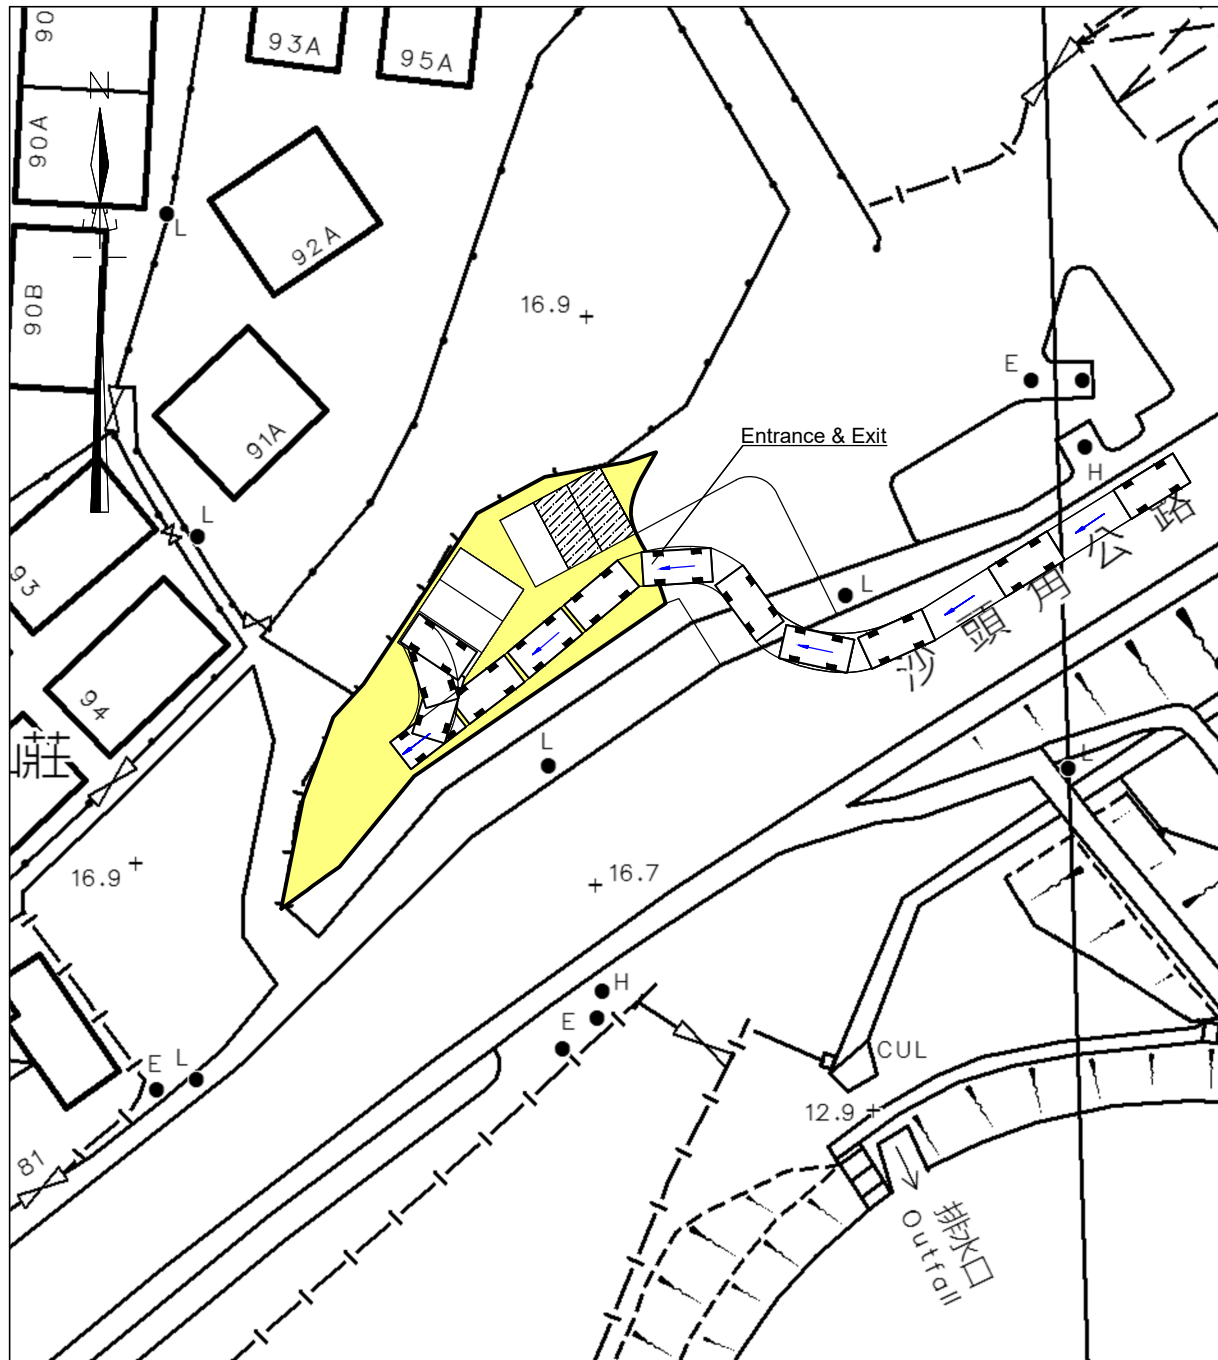 90
93A
95A
N
90A
L
92A
90B
16.9
E
91A
Entrance & Exit
H
L
93
L
沙頭角公路
94
L
L
莊
16.9
16.7
H
E
CUL
E
L
12.9
81
排水口
Outfall